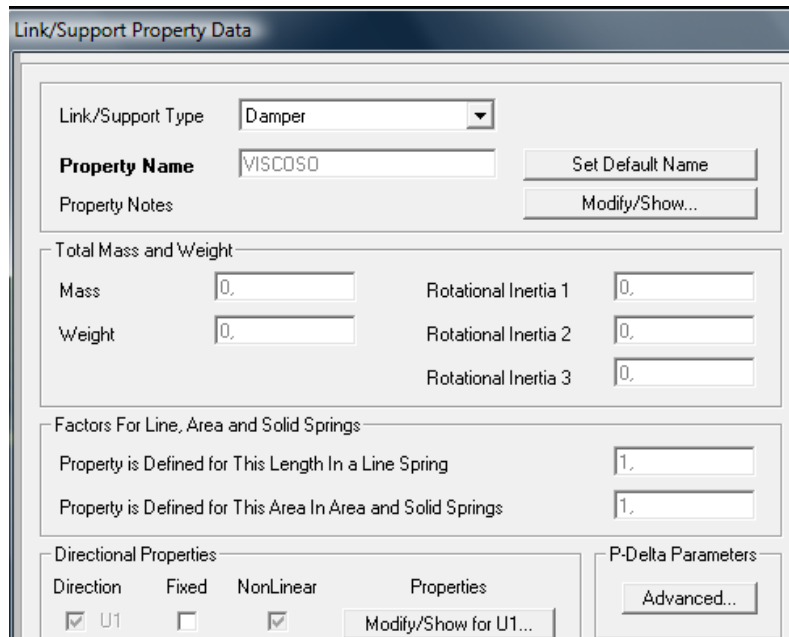 Link/Support Property Data
Link/Support Type Damper
Property Name VISCOSO Set Default Name
Property Notes Modify/Show...
Total Mass and Weight
Mass 0, Rotational Inertia 1 0,
Weight 0, Rotational Inertia 2 0,
Rotational Inertia 3 0,
Factors For Line, Area and Solid Springs
Property is Defined for This Length In a Line Spring 1,
Property is Defined for This Area In Area and Solid Springs 1,
Directional Properties P-Delta Parameters
Direction Fixed NonLinear Properties Advanced...
U1 Modify/Show for U1...